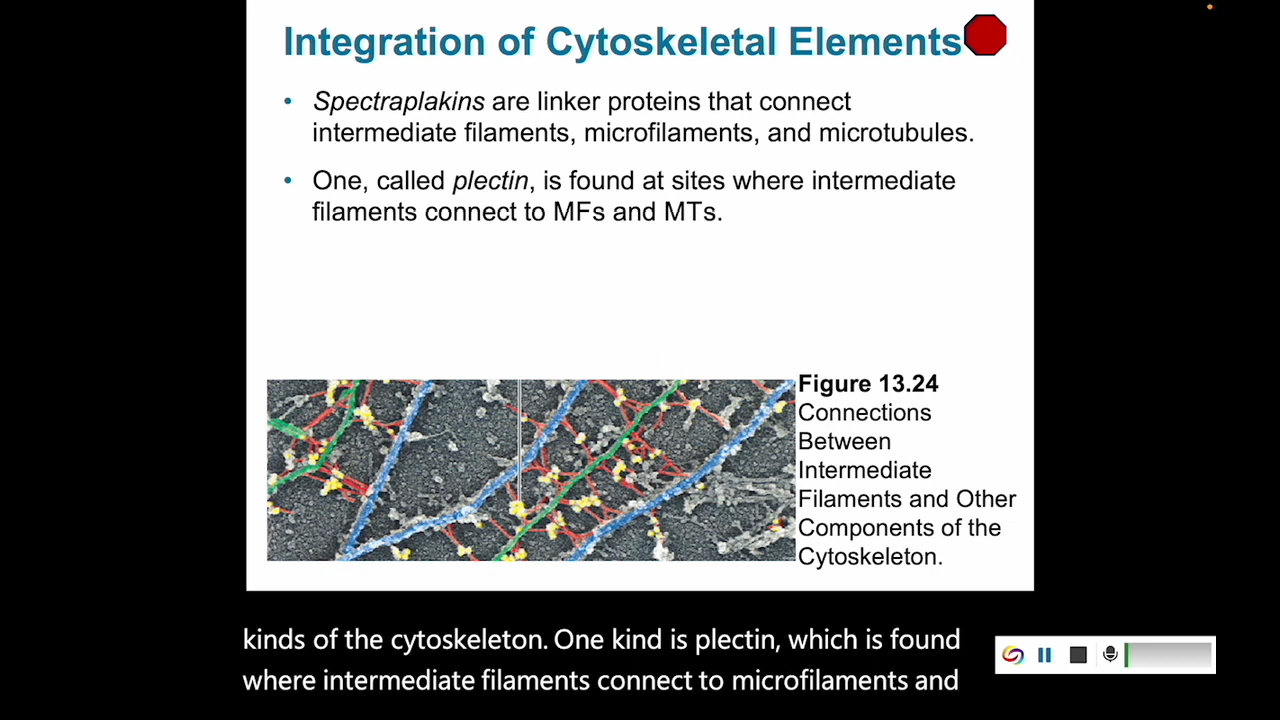 Integration of Cytoskeletal Elements
• Spectraplakins are linker proteins that connect
intermediate filaments, microfilaments, and microtubules.
• One, called plectin, is found at sites where intermediate
filaments connect to MFs and MTs.
Figure 13.24
Connections
Between
Intermediate
Filaments and Other
Components of the
Cytoskeleton.
kinds of the cytoskeleton. One kind is plectin, which is found
where intermediate filaments connect to microfilaments and